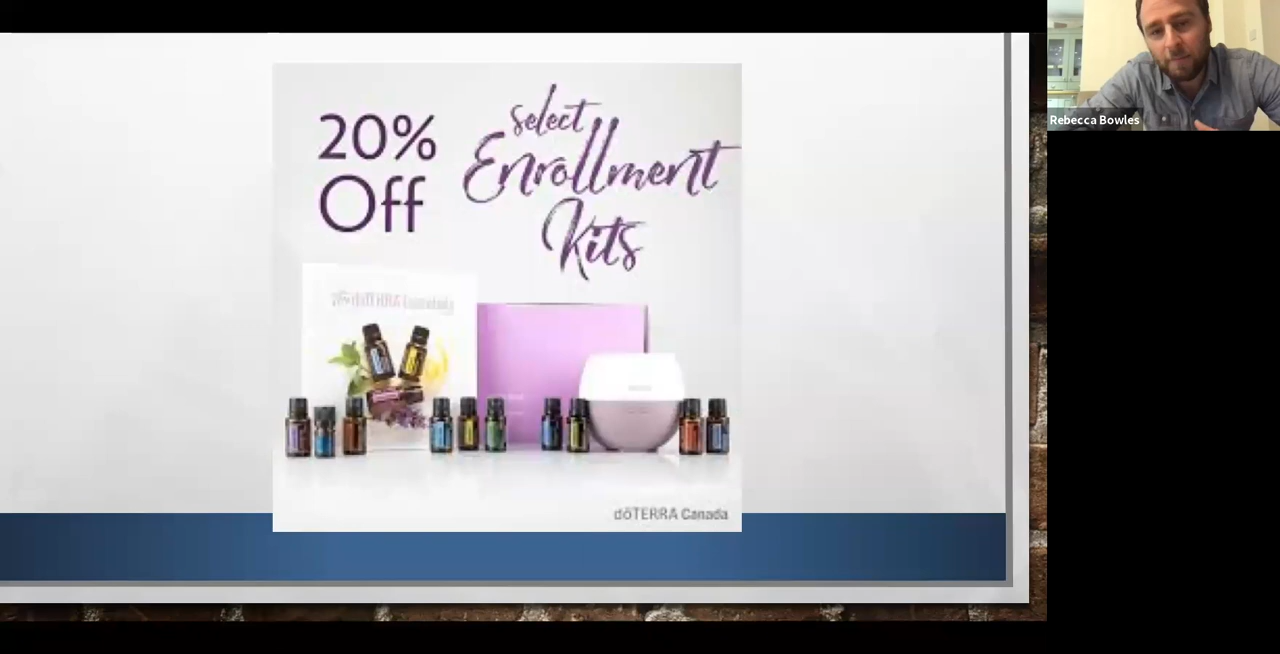 20%
Off
select
Enrollment
Kits
dōTERRA Canada
Rebecca Bowles